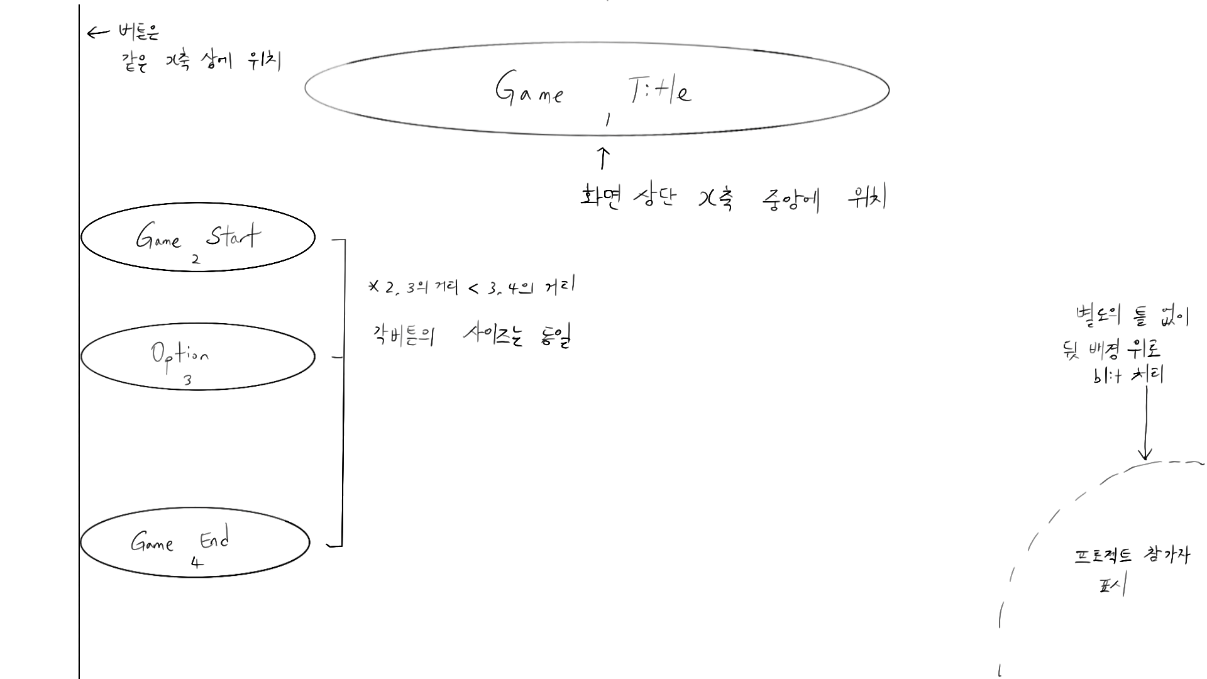 ← 버튼은
같은 x축 상에 위치
Game Title
1
↑
화면 상단 x축 중앙에 위치
Game Start
2
* 2, 3의 거리 < 3, 4의 거리
각 버튼의 사이즈는 동일
Option
3
별도의 틀 없이
뒷 배경 위로
blit 처리
Game End
4
프로젝트 참가자
표시